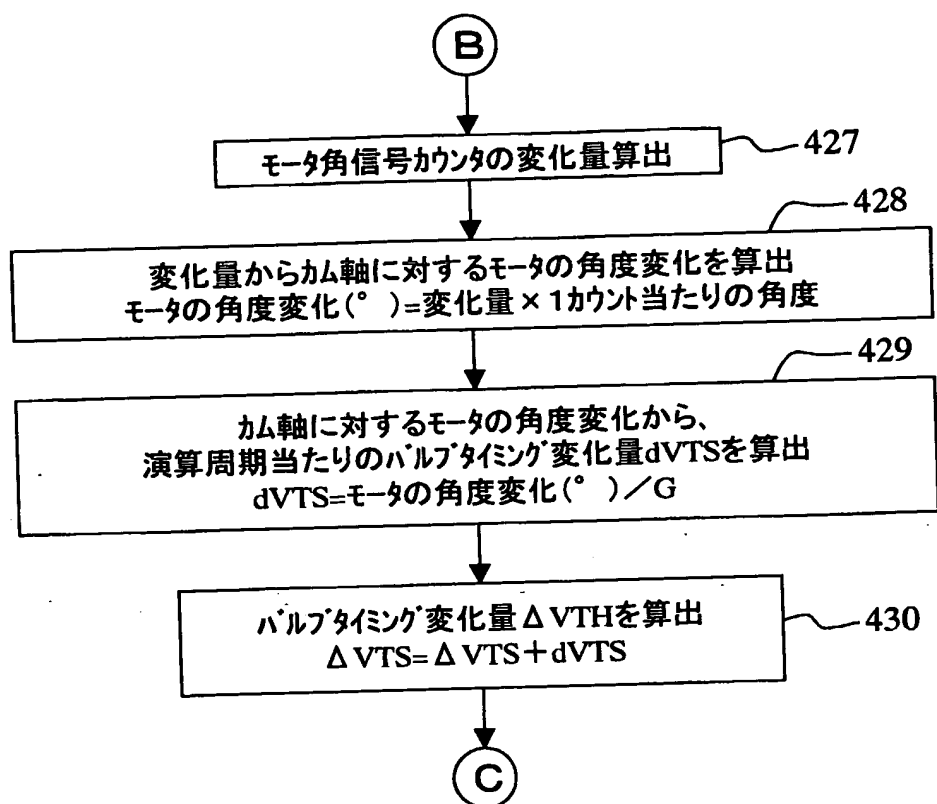 B
モータ角信号カウンタの変化量算出
427
428
変化量からカム軸に対するモータの角度変化を算出
モータの角度変化(°)=変化量×1カウント当たりの角度
429
カム軸に対するモータの角度変化から、
演算周期当たりのバルブタイミング変化量dVTSを算出
dVTS=モータの角度変化(°)/G
バルブタイミング変化量ΔVTHを算出
ΔVTS=ΔVTS+dVTS
430
C